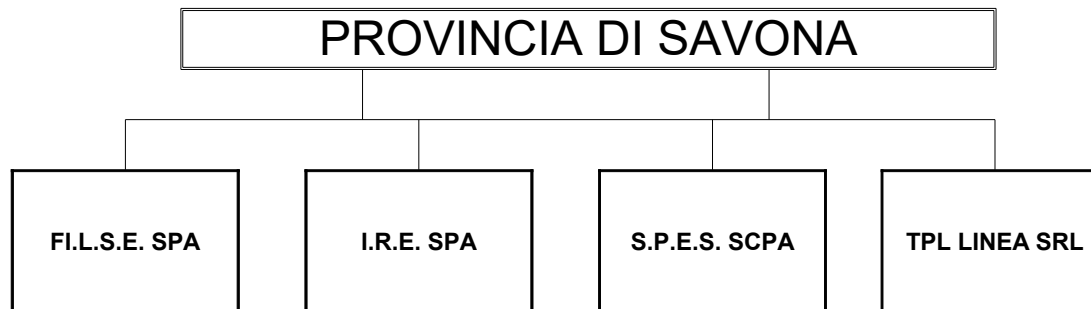 PROVINCIA DI SAVONA
FI.L.S.E. SPA
I.R.E. SPA
S.P.E.S. SCPA
TPL LINEA SRL